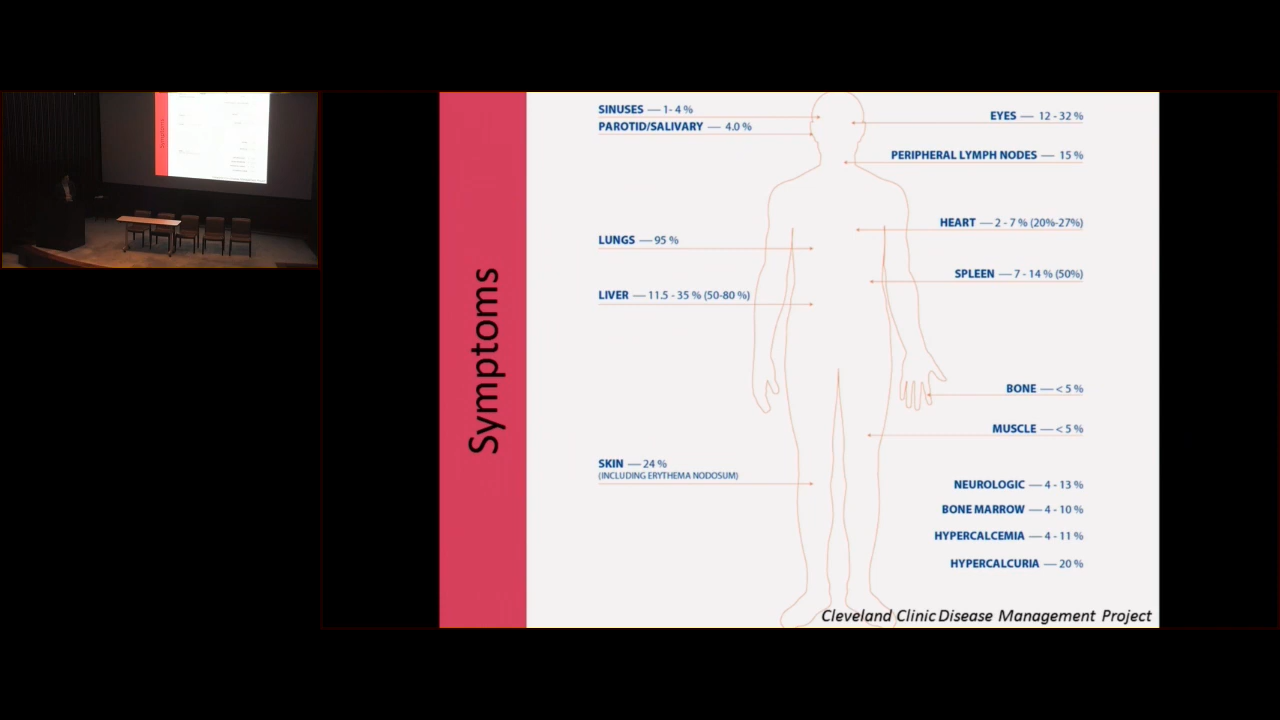 Symptoms
SINUSES — 1- 4 %
PAROTID/SALIVARY — 4.0 %
LUNGS — 95 %
LIVER — 11.5 - 35 % (50-80 %)
SKIN — 24 %
(INCLUDING ERYTHEMA NODOSUM)
EYES — 12 - 32 %
PERIPHERAL LYMPH NODES — 15 %
HEART — 2 - 7 % (20%-27%)
SPLEEN — 7 - 14 % (50%)
BONE — < 5 %
MUSCLE — < 5 %
NEUROLOGIC — 4 - 13 %
BONE MARROW — 4 - 10 %
HYPERCALCEMIA — 4 - 11 %
HYPERCALCURIA — 20 %
Cleveland Clinic Disease Management Project